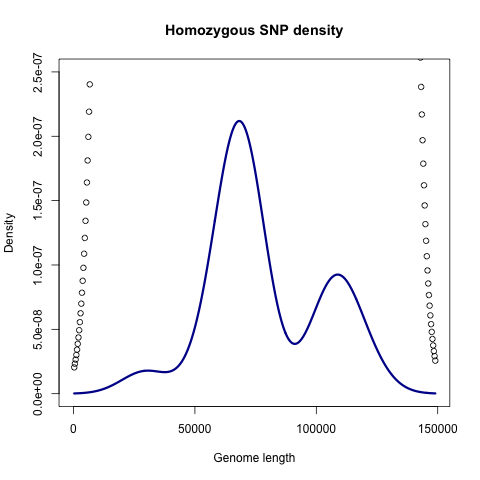 Homozygous SNP density
Density
2.5e-07
2.0e-07
1.5e-07
1.0e-07
5.0e-08
0.0e+00
0 50000 100000 150000
Genome length